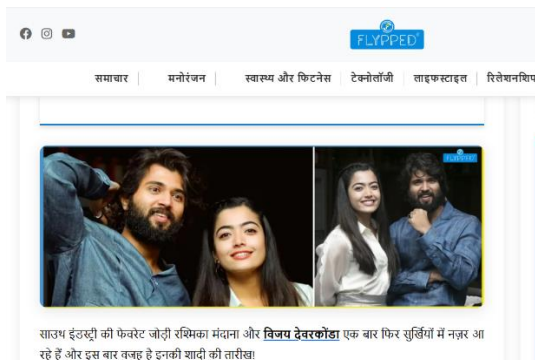 FLYPPED
समाचार
मनोरंजन
स्वास्थ्य और फिटनेस
टेक्नोलॉजी
लाइफस्टाइल
रिलेशनशिप
FLYPPED
साउथ इंडस्ट्री की फेवरेट जोड़ी रश्मिका मंदाना और विजय देवरकोंडा एक बार फिर सुर्खियों में नज़र आ
रहे हैं और इस बार वजह है इनकी शादी की तारीख!